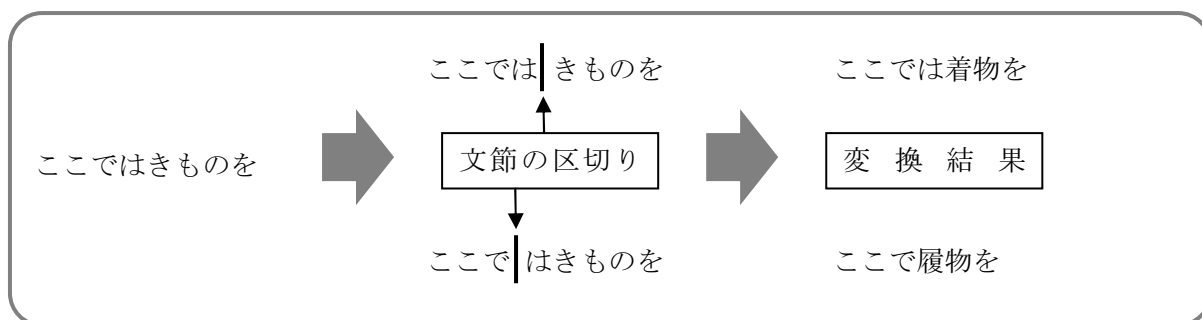 ここではきものを
ここでは きものを
文節の区切り
ここで はきものを
ここでは着物を
変換結果
ここで履物を